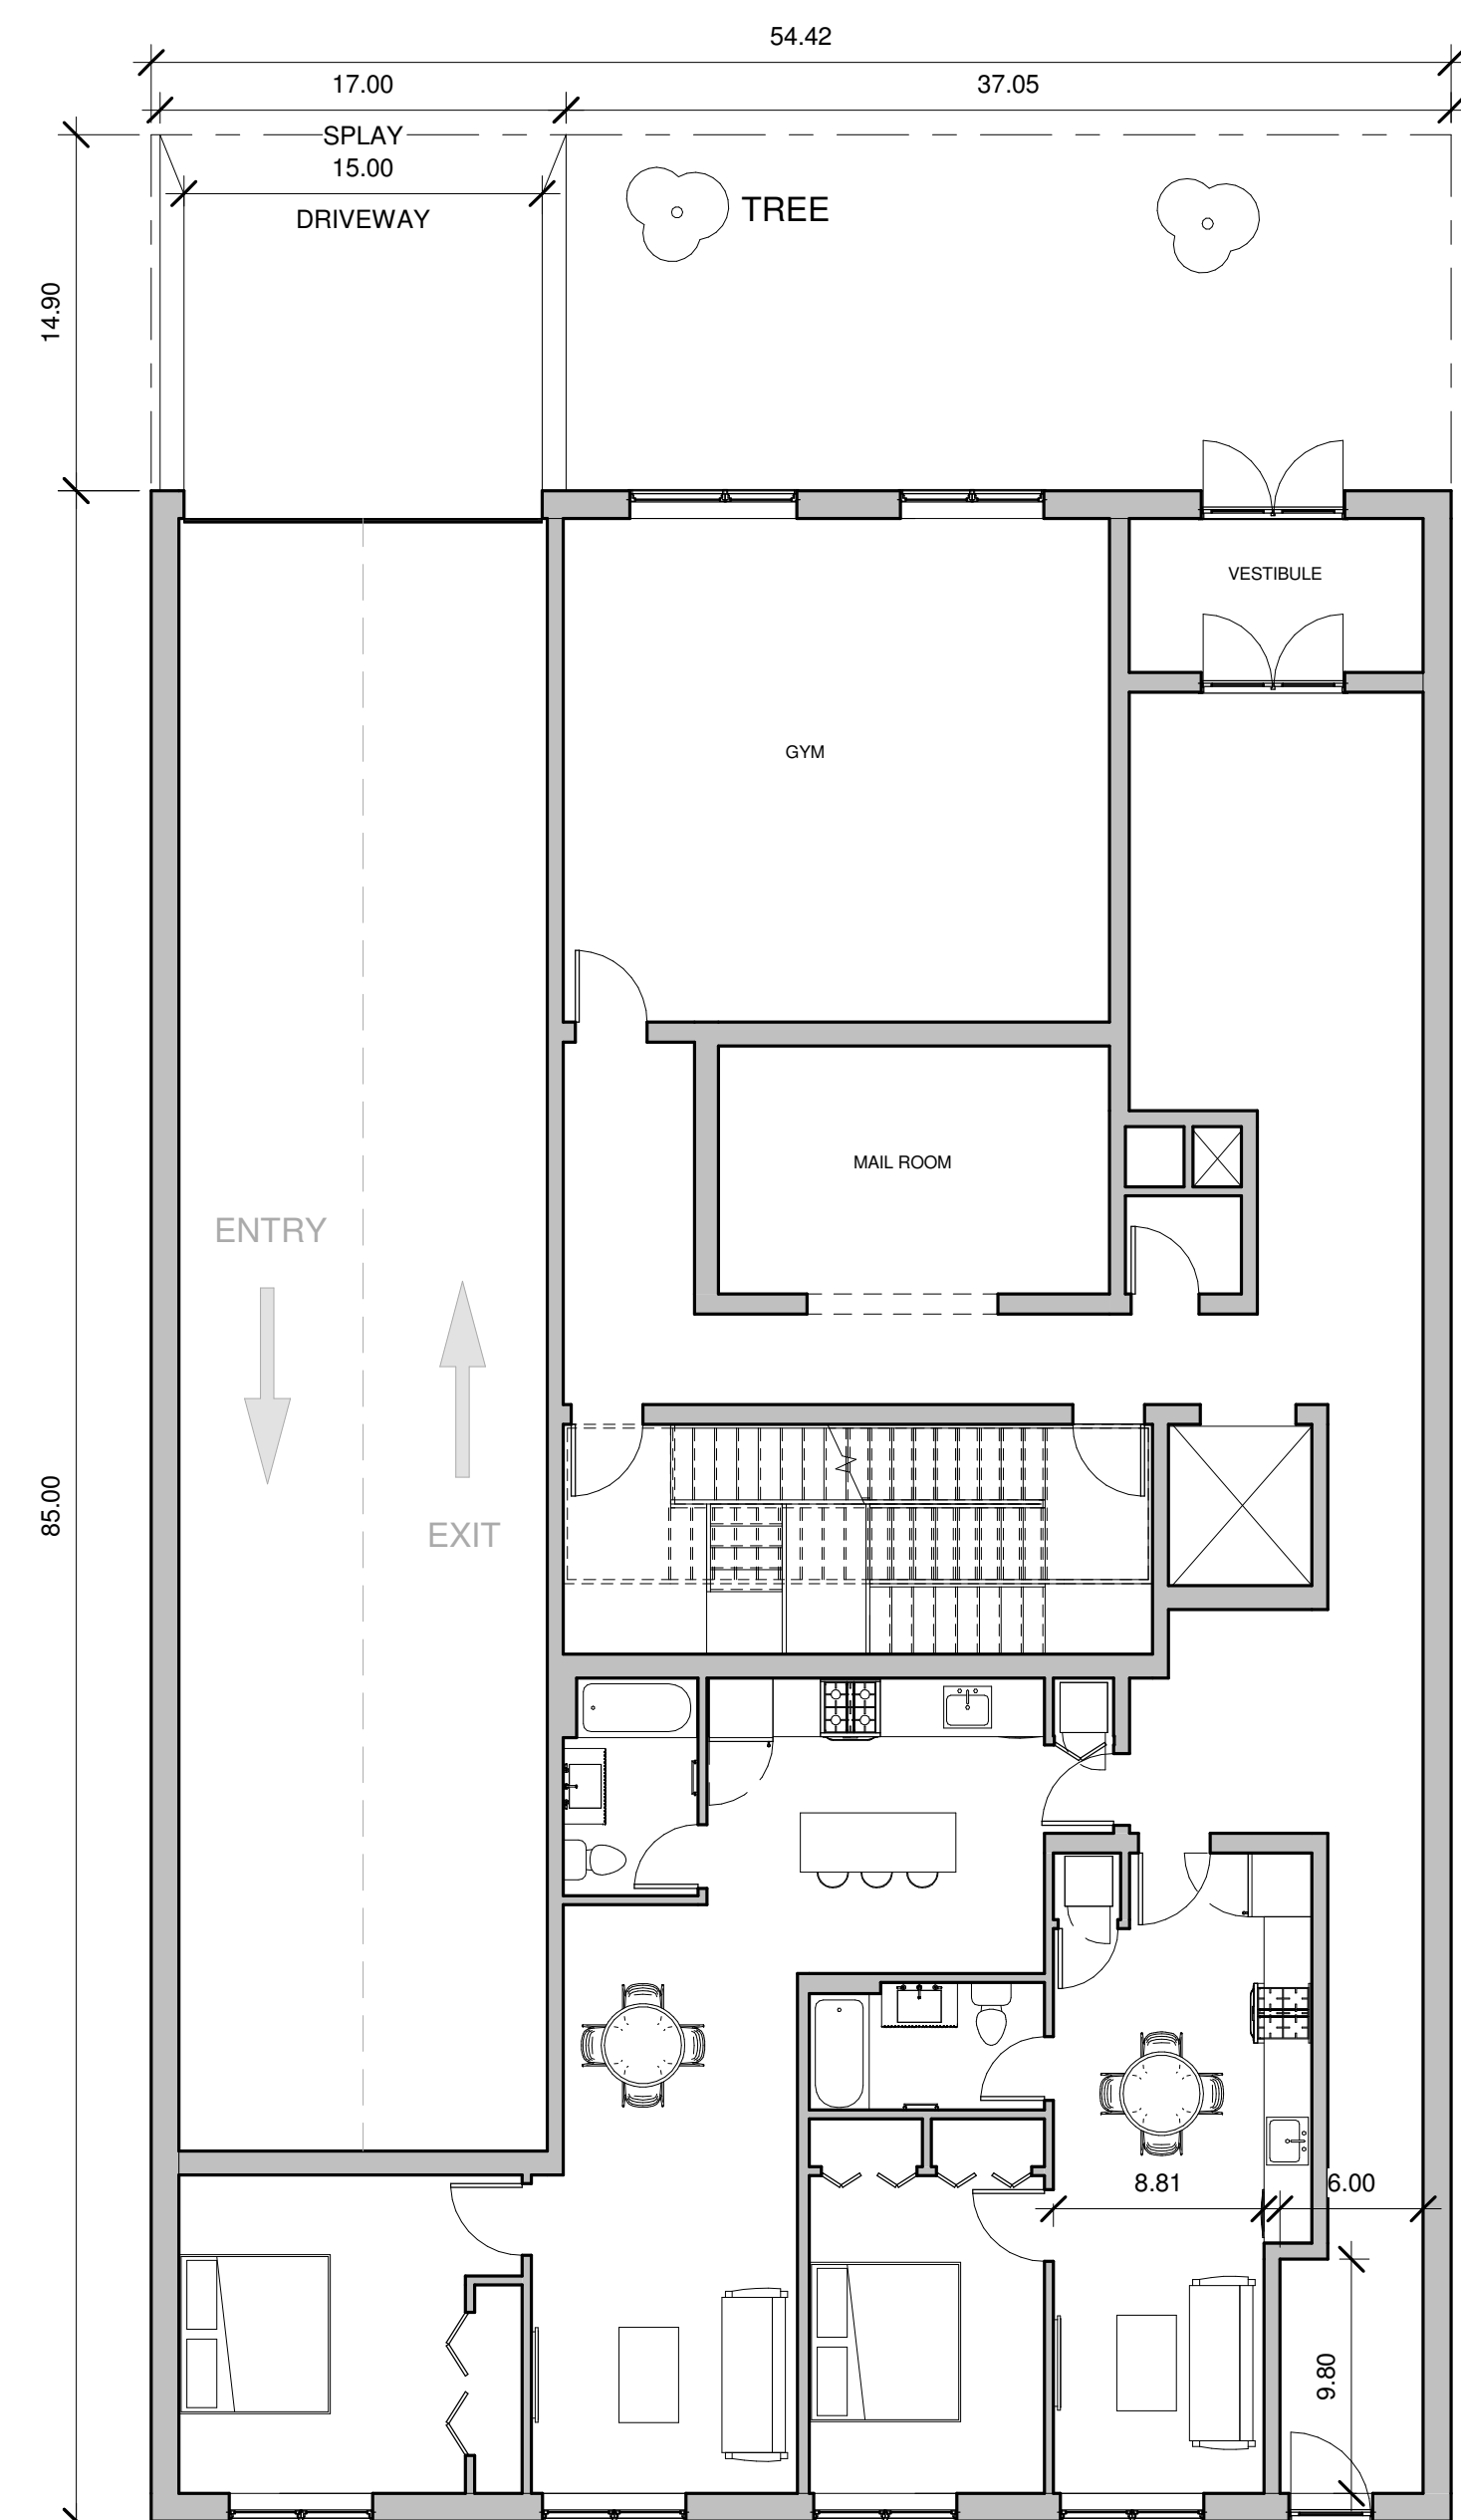 54.42
17.00
37.05
SPLAY
15.00
DRIVEWAY
TREE
14.90
VESTIBULE
GYM
MAIL ROOM
ENTRY
EXIT
85.00
8.81
6.00
9.80